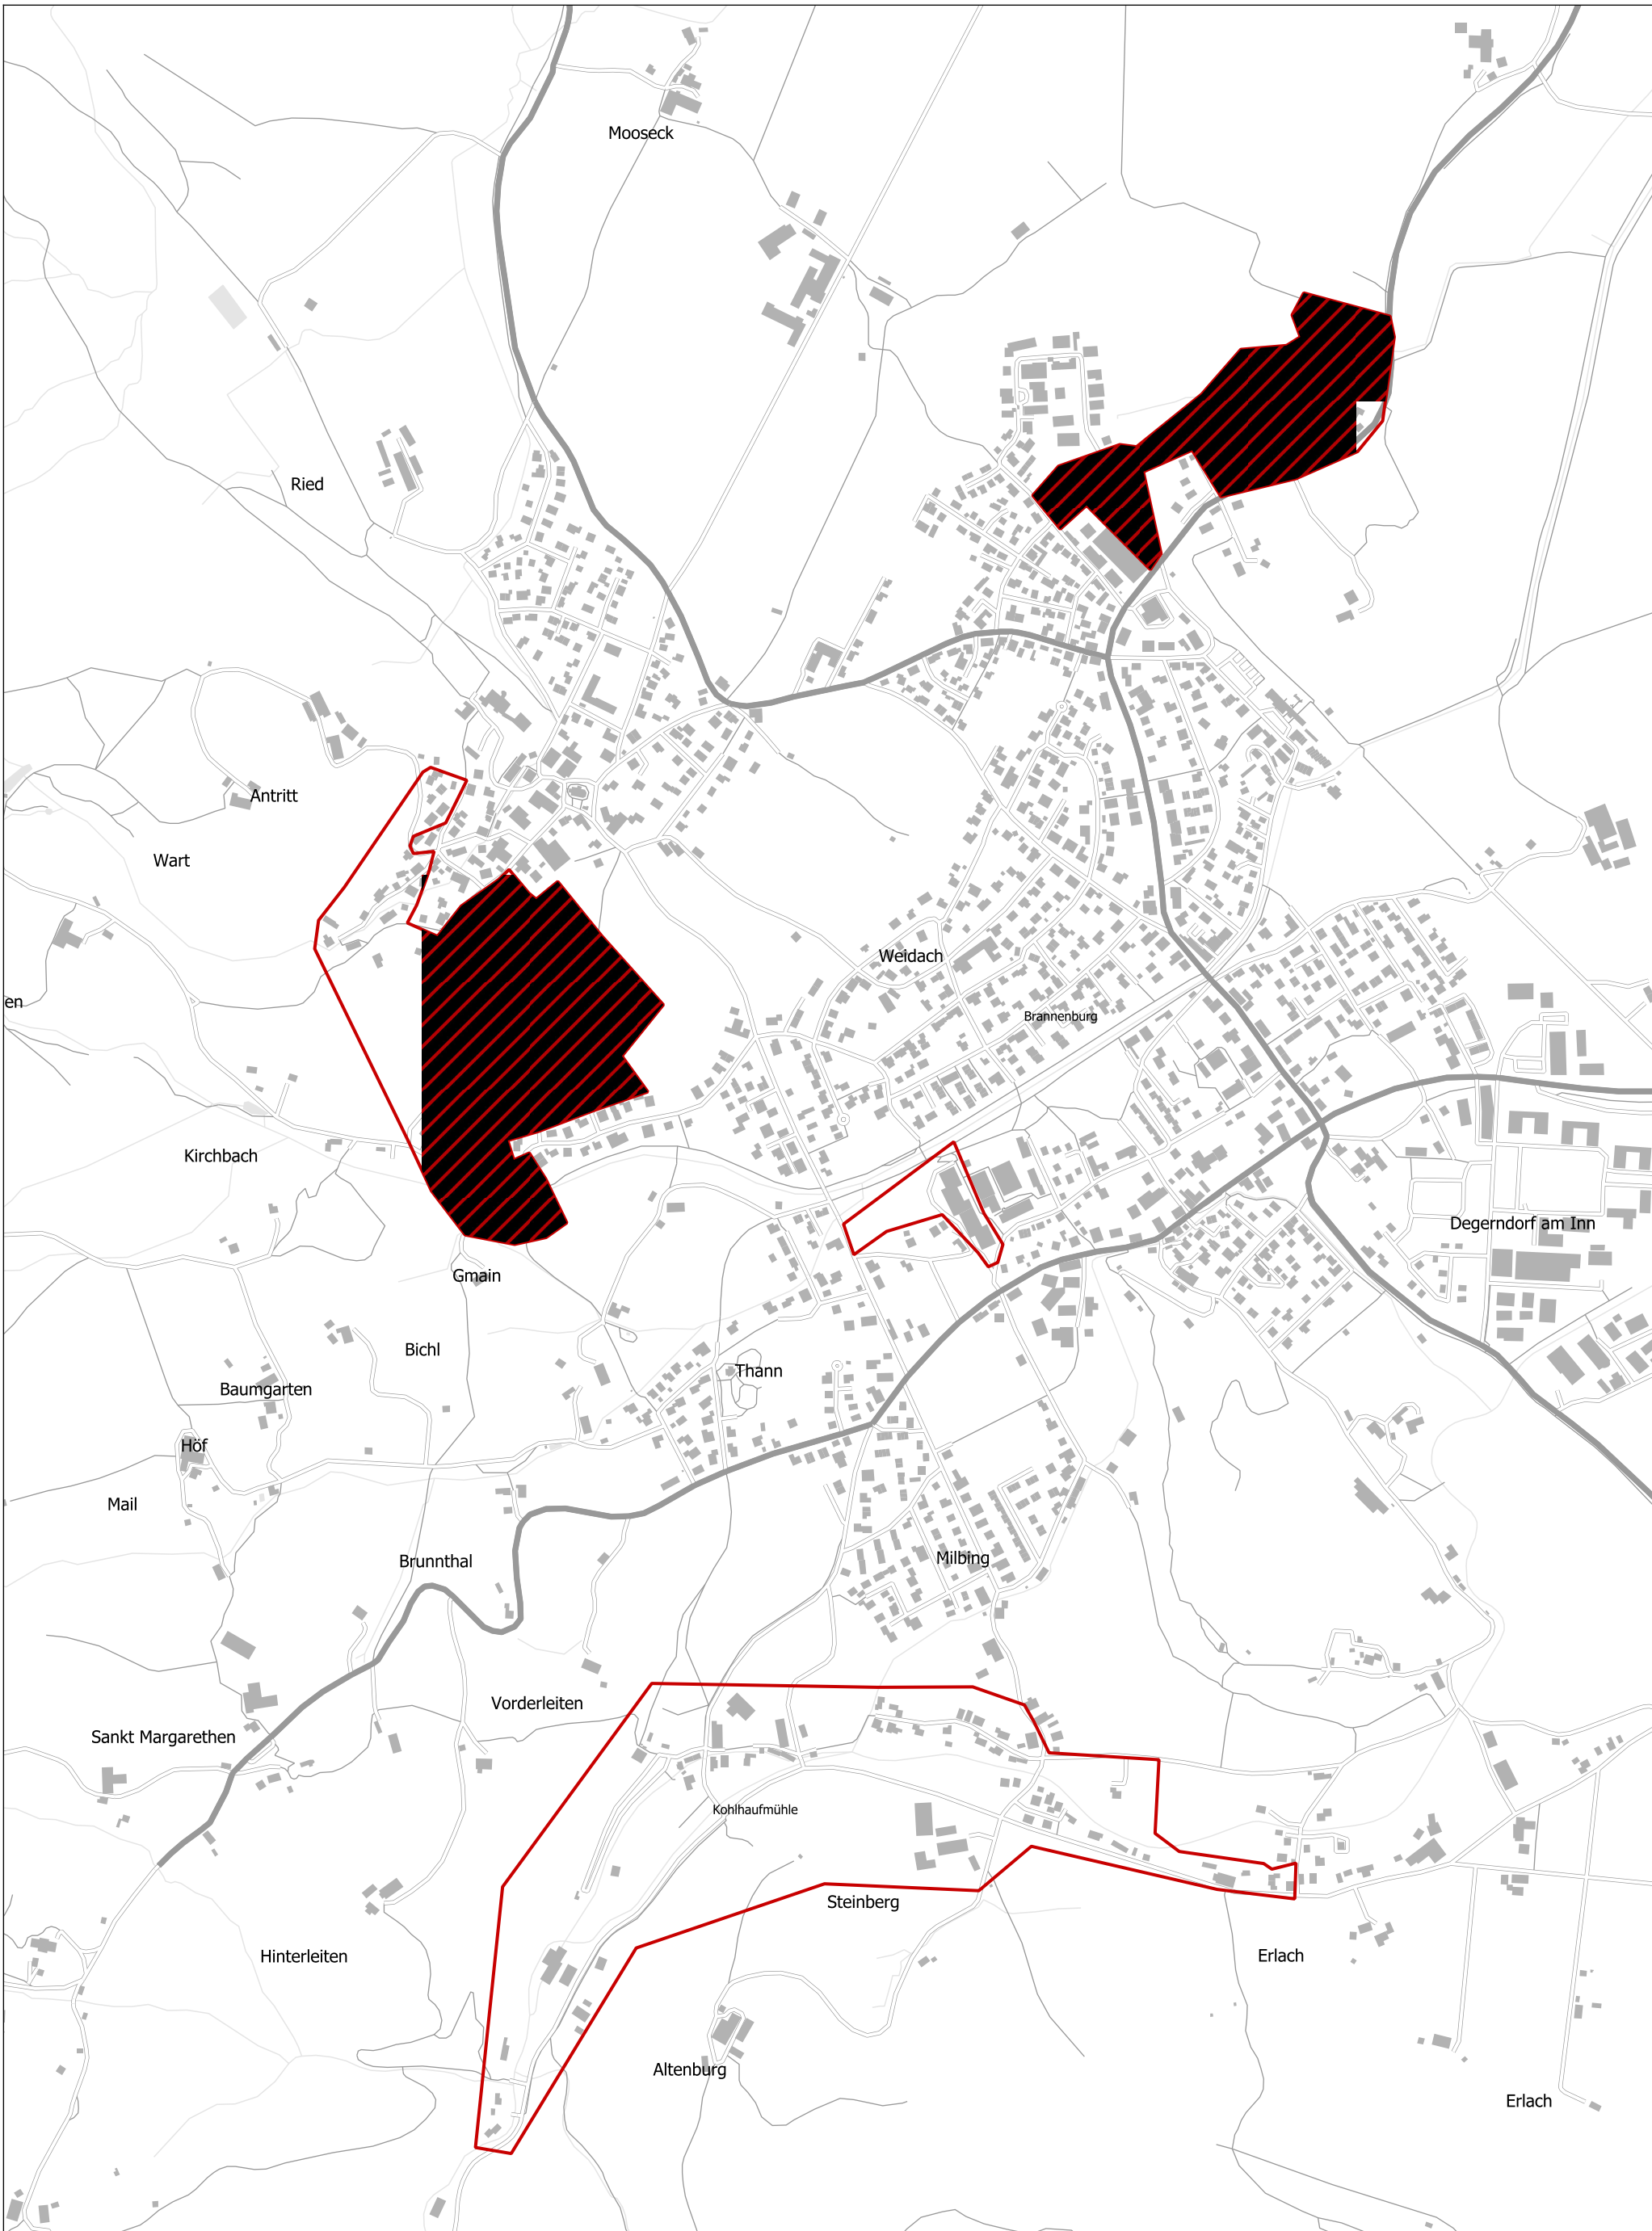 Mooseck
Ried
Antritt
Wart
Weidach
en
Brannenburg
Kirchbach
Degerndorf am Inn
Gmain
Bichl
Thann
Baumgarten
Höf
Mail
Milbing
Brunnthal
Vorderleiten
Sankt Margarethen
Kohlhaufmühle
Steinberg
Erlach
Hinterleiten
Altenburg
Erlach